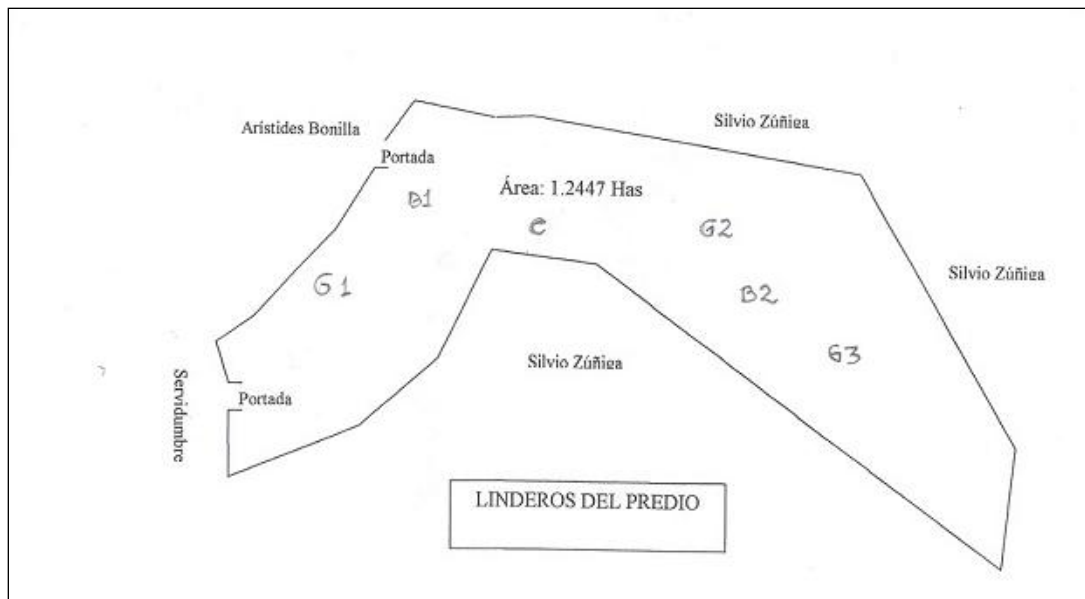 Silvio Zúñiga
Arístides Bonilla
Portada
Área: 1.2447 Has
B1
C
G2
Silvio Zúñiga
G1
B2
G3
Silvio Zúñiga
Servidumbre
Portada
LINDEROS DEL PREDIO